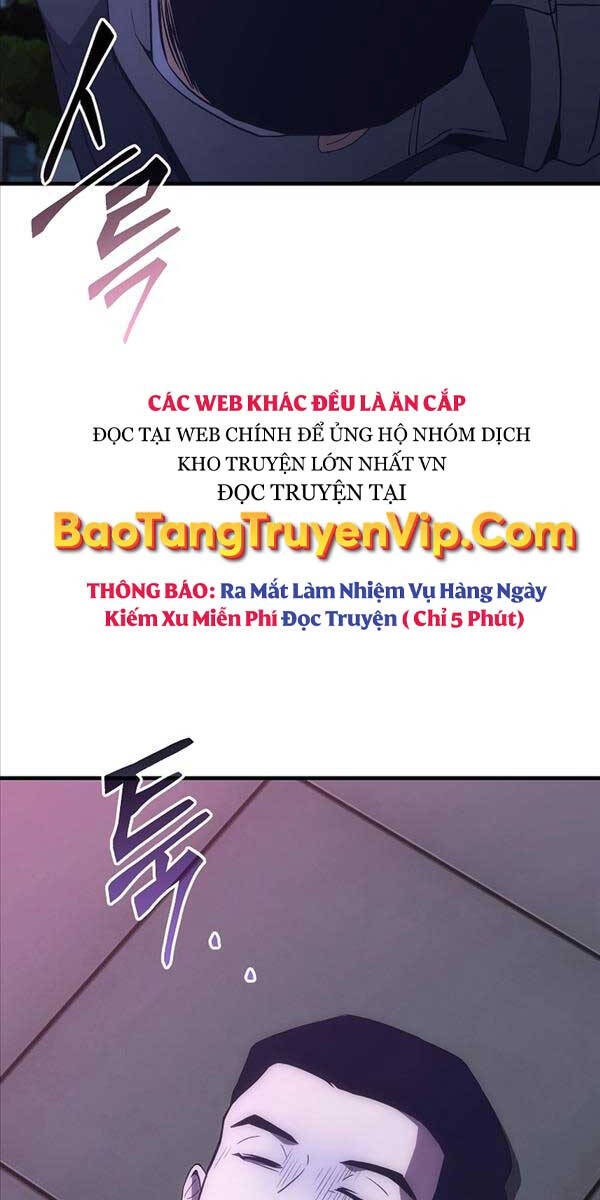 스륵
CÁC WEB KHÁC ĐỀU LÀ ĂN CẮP
ĐỌC TẠI WEB CHÍNH ĐỂ ỦNG HỘ NHÓM DỊCH
KHO TRUYỆN LỚN NHẤT VN
ĐỌC TRUYỆN TẠI
BaoTangTruyenVip.Com
THÔNG BÁO: Ra Mắt Làm Nhiệm Vụ Hàng Ngày
Kiếm Xu Miễn Phí Đọc Truyện ( Chỉ 5 Phút)
툭..